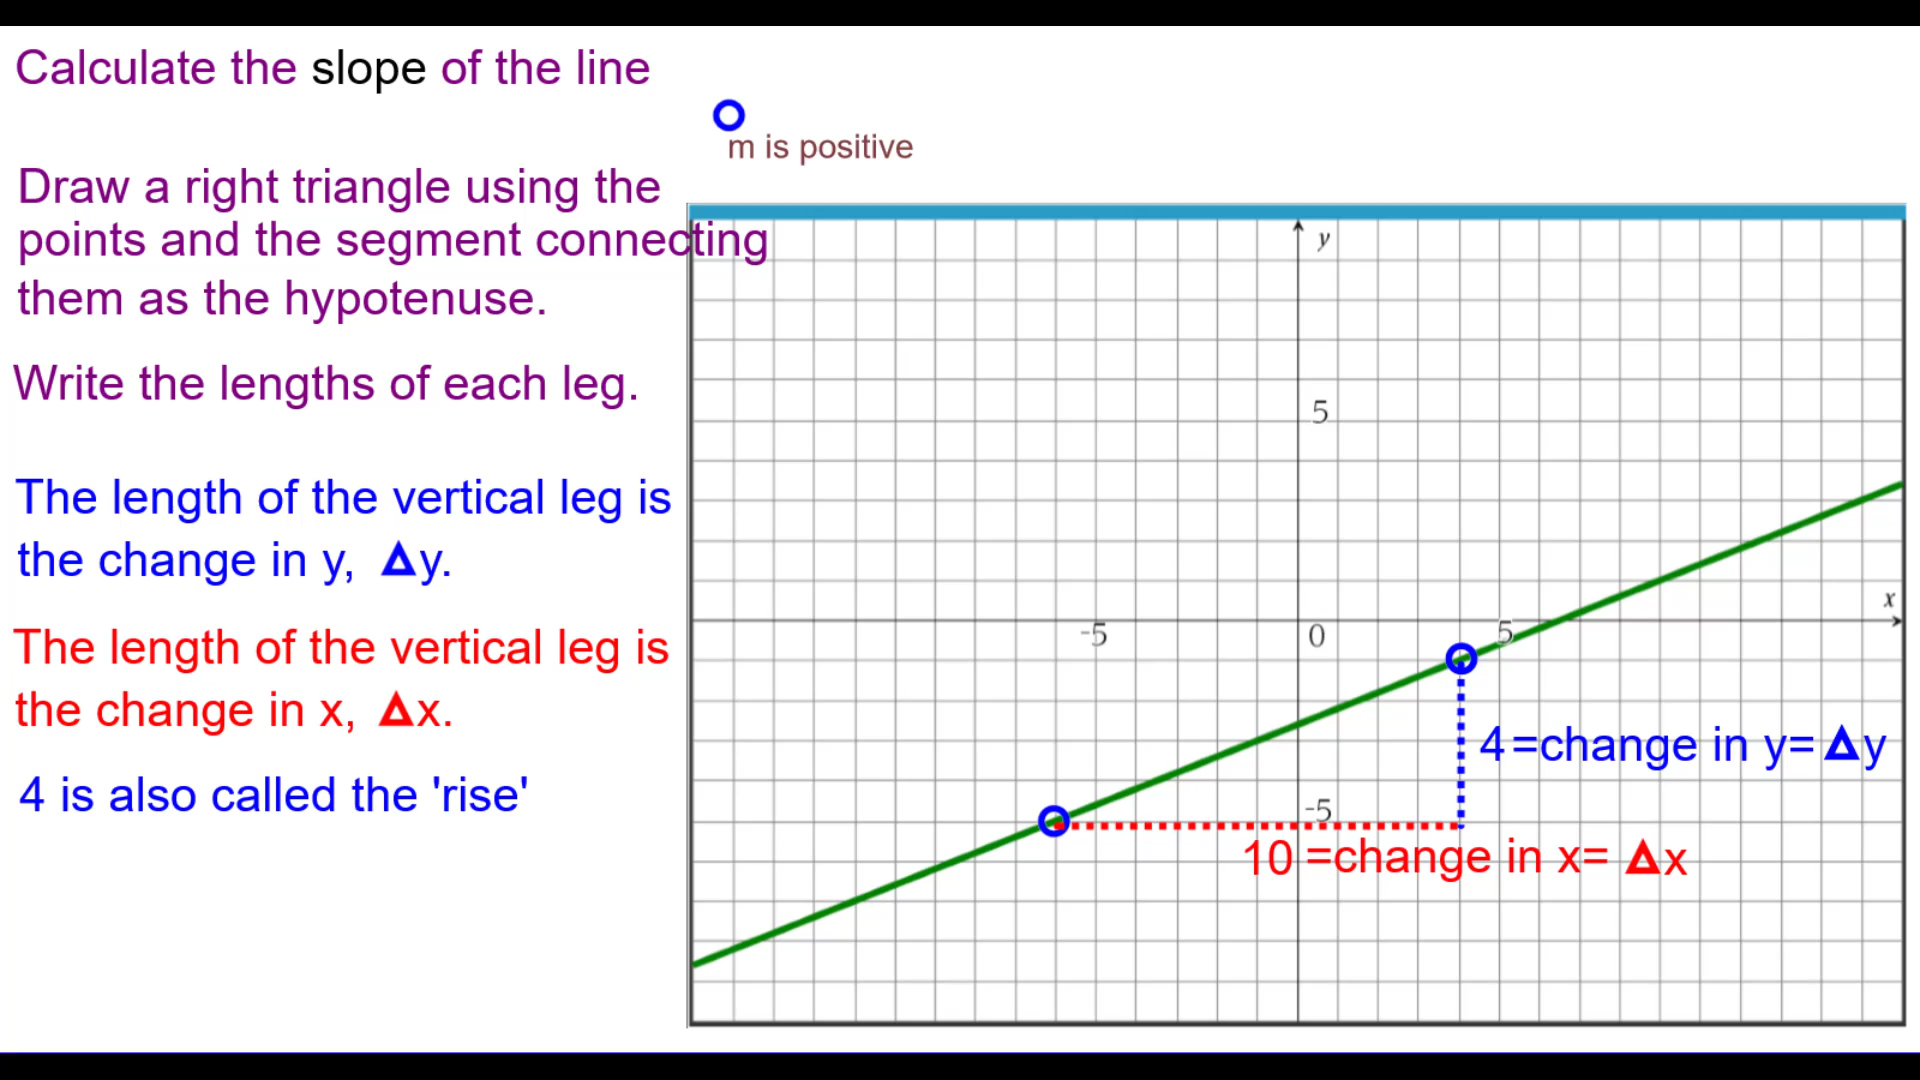 Calculate the slope of the line
m is positive
Draw a right triangle using the
points and the segment connecting
them as the hypotenuse.
Write the lengths of each leg.
The length of the vertical leg is
the change in y, Δy.
The length of the vertical leg is
the change in x, Δx.
4 is also called the 'rise'
y
5
x
-5 0 5
4=change in y=Δy
-5
10 =change in x= Δx